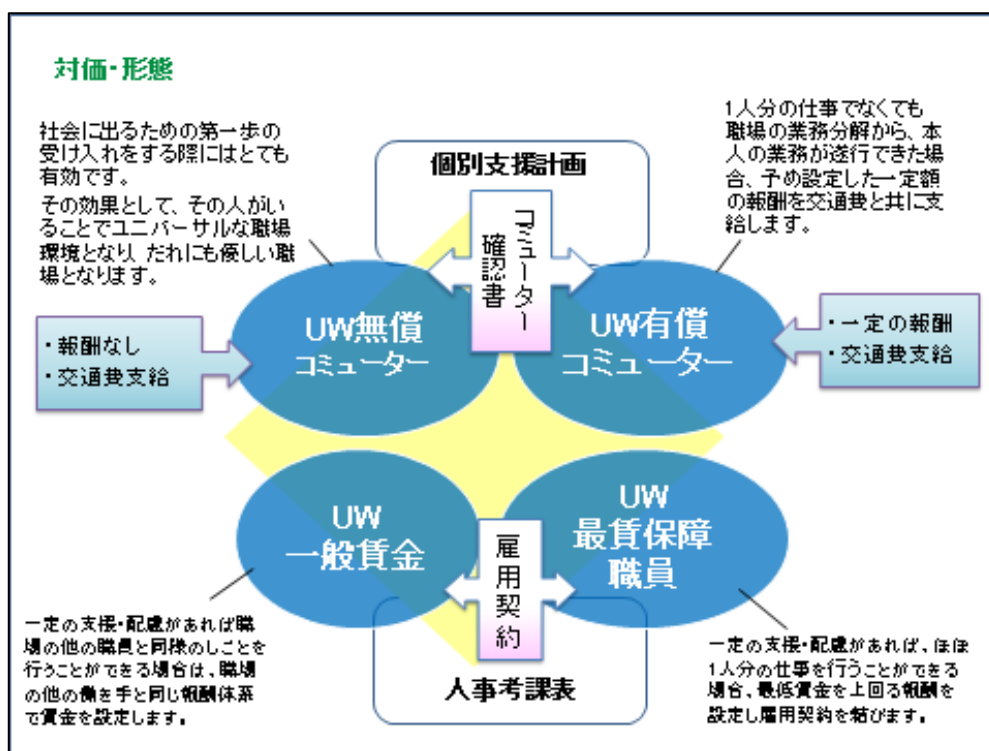 対価・形態
社会に出るための第一歩の
受け入れをする際にはとても
有効です。
その効果として、その人がい
ることでユニバーサルな職場
環境となり、だれにも優しい職
場となります。
1人分の仕事でなくても
職場の業務分解から、本
人の業務が遂行できた場
合、予め設定した一定額
の報酬を交通費と共に支
給します。
個別支援計画
コミューター
確認書
UW無償
コミューター
UW有償
コミューター
・報酬なし
・交通費支給
・一定の報酬
・交通費支給
UW
一般賃金
UW
最賃保障
職員
雇用契約
人事考課表
一定の支援・配慮があれば職
場の他の職員と同様のしごとを
行うことができる場合は、職場
の他の働き手と同じ報酬体系
で賃金を設定します。
一定の支援・配慮があれば、ほぼ
1人分の仕事を行うことができる
場合、最低賃金を上回る報酬を
設定し雇用契約を結びます。